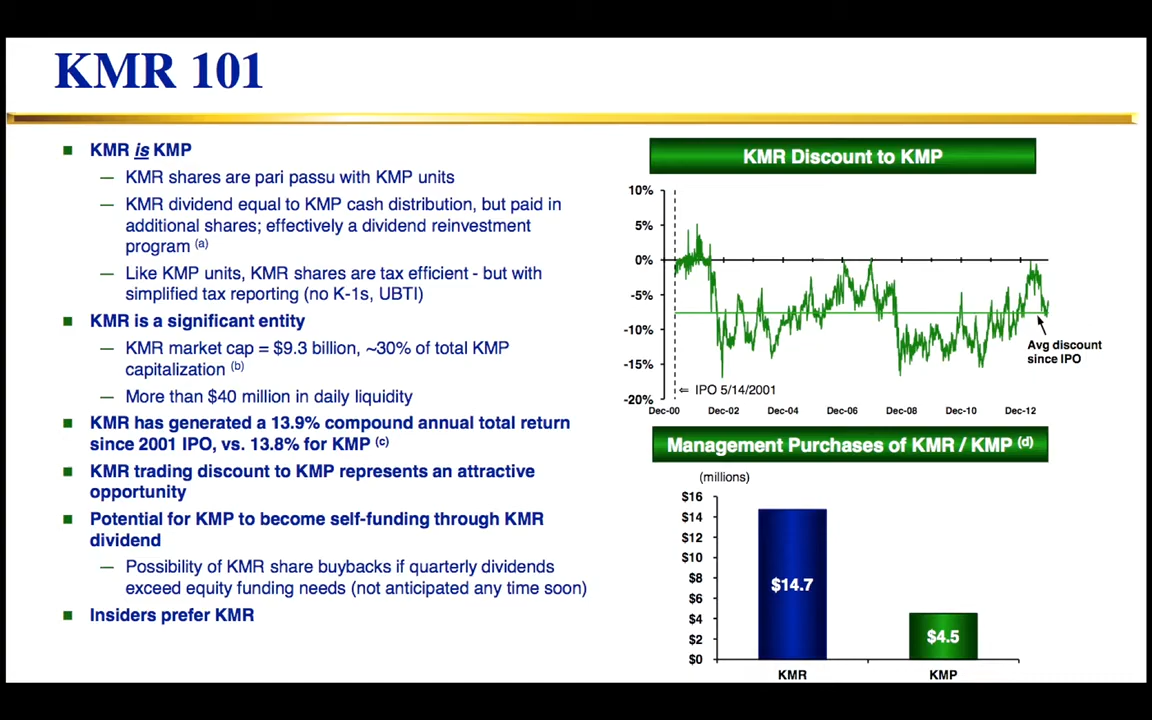 KMR 101
■ KMR is KMP
— KMR shares are pari passu with KMP units
— KMR dividend equal to KMP cash distribution, but paid in
additional shares; effectively a dividend reinvestment
program (a)
— Like KMP units, KMR shares are tax efficient - but with
simplified tax reporting (no K-1s, UBTI)
■ KMR is a significant entity
— KMR market cap = $9.3 billion, ~30% of total KMP
capitalization (b)
— More than $40 million in daily liquidity
■ KMR has generated a 13.9% compound annual total return
since 2001 IPO, vs. 13.8% for KMP (c)
■ KMR trading discount to KMP represents an attractive
opportunity
■ Potential for KMP to become self-funding through KMR
dividend
— Possibility of KMR share buybacks if quarterly dividends
exceed equity funding needs (not anticipated any time soon)
■ Insiders prefer KMR
KMR Discount to KMP
10%
5%
0%
-5%
-10%
-15%
-20%
Avg discount
since IPO
⇐ IPO 5/14/2001
Dec-00 Dec-02 Dec-04 Dec-06 Dec-08 Dec-10 Dec-12
Management Purchases of KMR / KMP (d)
(millions)
$16
$14
$12
$10
$8
$6
$4
$2
$0
$14.7
$4.5
KMR KMP